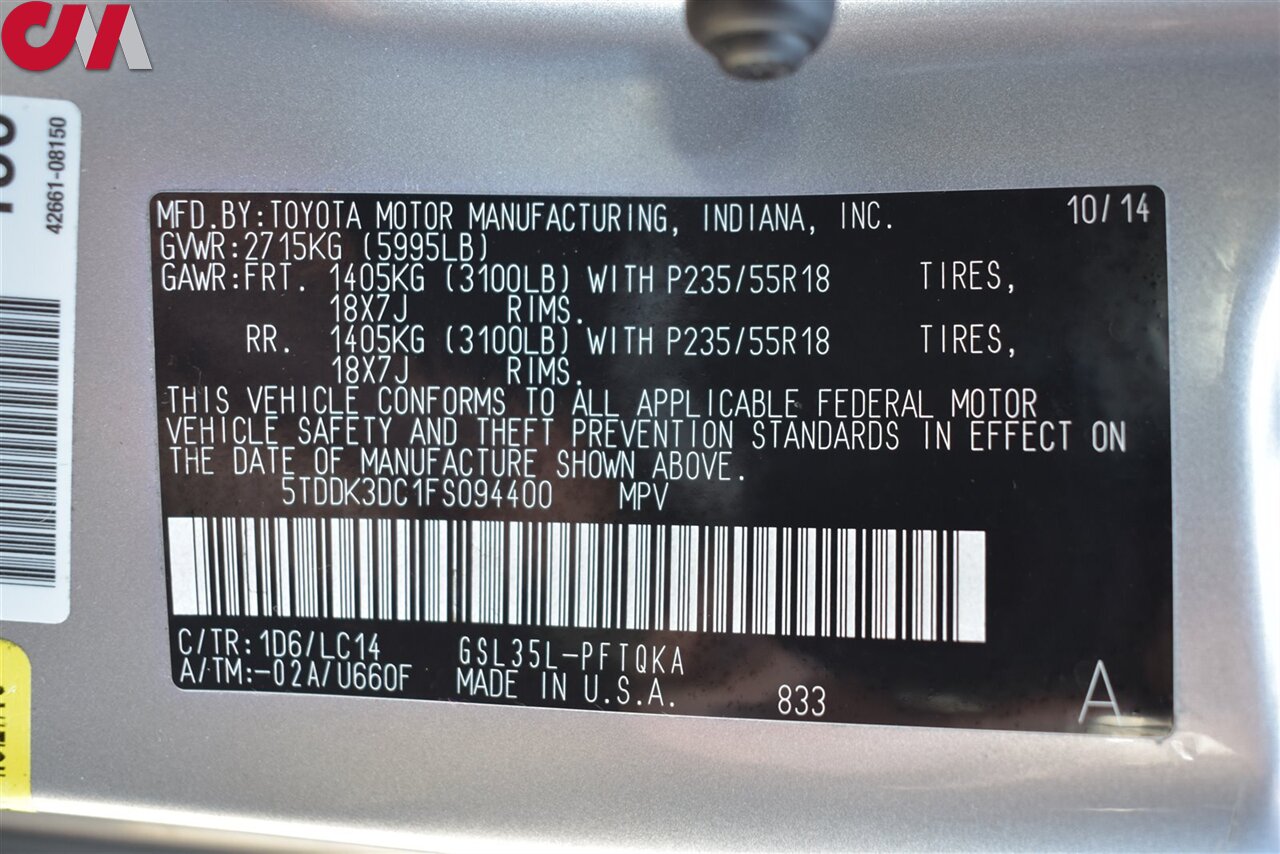 CM
42661-08150
MFD.BY:TOYOTA MOTOR MANUFACTURING, INDIANA, INC. 10/14
GVWR:2715KG (5995LB)
GAWR:FRT. 1405KG (3100LB) WITH P235/55R18 TIRES,
18X7J RIMS.
RR. 1405KG (3100LB) WITH P235/55R18 TIRES,
18X7J RIMS.
THIS VEHICLE CONFORMS TO ALL APPLICABLE FEDERAL MOTOR
VEHICLE SAFETY AND THEFT PREVENTION STANDARDS IN EFFECT ON
THE DATE OF MANUFACTURE SHOWN ABOVE.
5TDDK3DC1FS094400 MPV
C/TR:1D6/LC14 GSL35L-PFTQKA
A/TM:-02A/U660F MADE IN U.S.A. 833 A